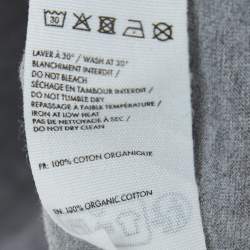 30
LAVER À 30° / WASH AT 30°
BLANCHIMENT INTERDIT /
DO NOT BLEACH
SÉCHAGE EN TAMBOUR INTERDIT /
DO NOT TUMBLE DRY
REPASSAGE À FAIBLE TEMPÉRATURE /
IRON AT LOW HEAT
PAS DE NETTOYAGE À SEC /
DO NOT DRY CLEAN
FR: 100% COTON ORGANIQUE
EN: 100% ORGANIC COTTON